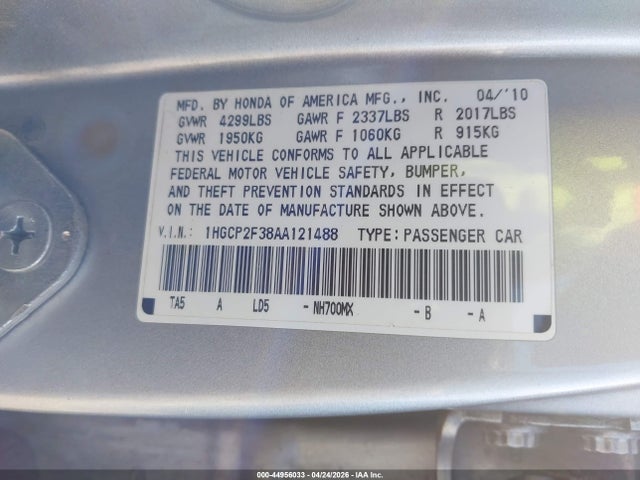 MFD. BY HONDA OF AMERICA MFG., INC. 04/'10
GVWR 4299LBS GAWR F 2337LBS R 2017LBS
GVWR 1950KG GAWR F 1060KG R 915KG
THIS VEHICLE CONFORMS TO ALL APPLICABLE
FEDERAL MOTOR VEHICLE SAFETY, BUMPER,
AND THEFT PREVENTION STANDARDS IN EFFECT
ON THE DATE OF MANUFACTURE SHOWN ABOVE.
V.I.N.: 1HGCP2F38AA121488 TYPE:PASSENGER CAR
TA5 A LD5 -NH700MX -B -A
000-44956033 - 04/24/2026 - IAA Inc.